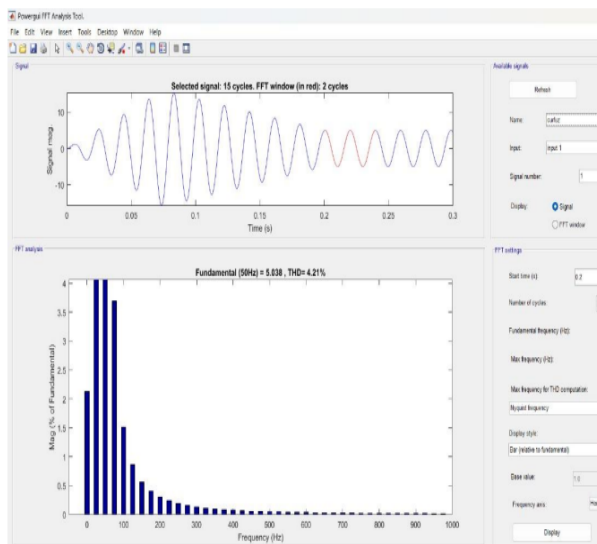 Powergui FFT Analysis Tool.
File Edit View Insert Tools Desktop Window Help
Signal
Selected signal: 15 cycles. FFT window (in red): 2 cycles
10
0
-10
Signal mag.
0 0.05 0.1 0.15 0.2 0.25 0.3
Time (s)
FFT analysis
Fundamental (50Hz) = 5.038 , THD= 4.21%
4
3.5
3
2.5
2
1.5
1
0.5
0
Mag (% of Fundamental)
0 100 200 300 400 500 600 700 800 900 1000
Frequency (Hz)
Available signals
Refresh
Name:
Input: input 1
Signal number: 1
Display: Signal
FFT window
FFT settings
Start time (s): 0.2
Number of cycles:
Fundamental frequency (Hz):
Max frequency (Hz):
Max frequency for THD computation:
Nyquist frequency
Display style:
Bar (relative to fundamental)
Base value: 1.0
Frequency axis:
Display